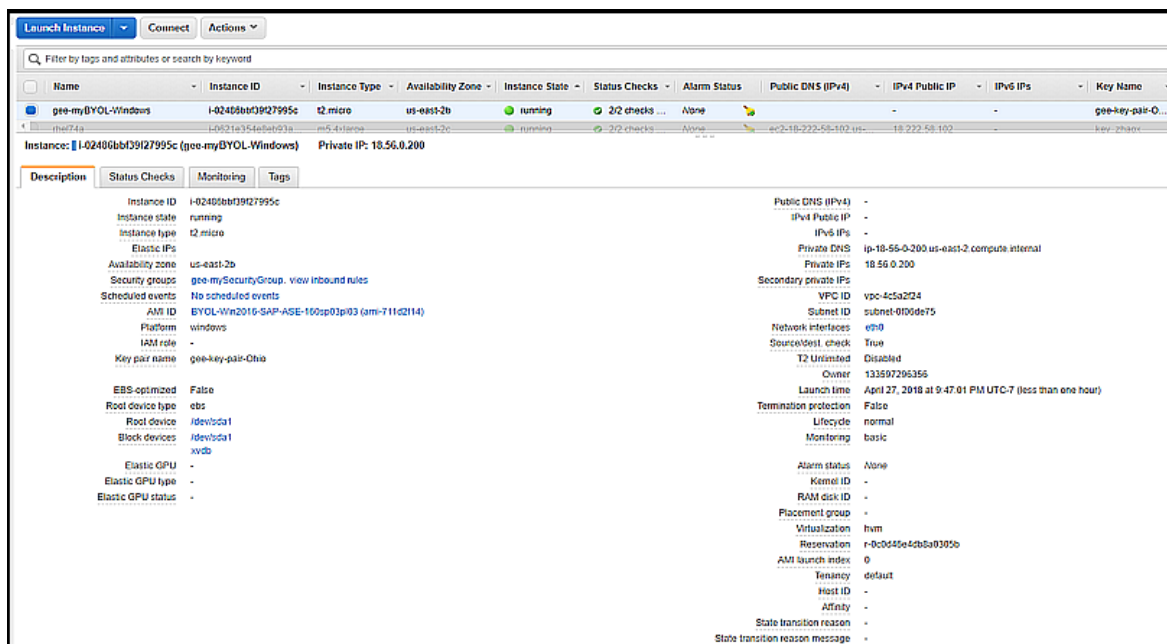 Launch Instance Connect Actions
Filter by tags and attributes or search by keyword
Name Instance ID Instance Type Availability Zone Instance State Status Checks Alarm Status Public DNS (IPv4) IPv4 Public IP IPv6 IPs Key Name
gee-myBYOL-Windows i-02486bbf39f27995c t2.micro us-east-2b running 2/2 checks ... None - - gee-key-pair-O...
rhel74a m5.4xlarge us-east-2c running 2/2 checks ... None ec2-18-222-58-102.us- 18.222.58.102 - key_zhaox
Instance: i-02486bbf39f27995c (gee-myBYOL-Windows) Private IP: 18.56.0.200
Description Status Checks Monitoring Tags
Instance ID i-02486bbf39f27995c
Instance state running
Instance type t2.micro
Elastic IPs
Availability zone us-east-2b
Security groups gee-mySecurityGroup. view inbound rules
Scheduled events No scheduled events
AMI ID BYOL-Win2016-SAP-ASE-160sp03pl03 (ami-711d2f14)
Platform windows
IAM role -
Key pair name gee-key-pair-Ohio
EBS-optimized False
Root device type ebs
Root device /dev/sda1
Block devices /dev/sda1
xvdb
Elastic GPU -
Elastic GPU type -
Elastic GPU status -
Public DNS (IPv4) -
IPv4 Public IP -
IPv6 IPs -
Private DNS ip-18-56-0-200.us-east-2.compute.internal
Private IPs 18.56.0.200
Secondary private IPs
VPC ID vpc-4c5a2f24
Subnet ID subnet-0f06de75
Network interfaces eth0
Source/dest. check True
T2 Unlimited Disabled
Owner 133597296356
Launch time April 27, 2018 at 9:47:01 PM UTC-7 (less than one hour)
Termination protection False
Lifecycle normal
Monitoring basic
Alarm status None
Kernel ID -
RAM disk ID -
Placement group -
Virtualization hvm
Reservation r-0c0d46e4db8a0305b
AMI launch index 0
Tenancy default
Host ID -
Affinity -
State transition reason -
State transition reason message -